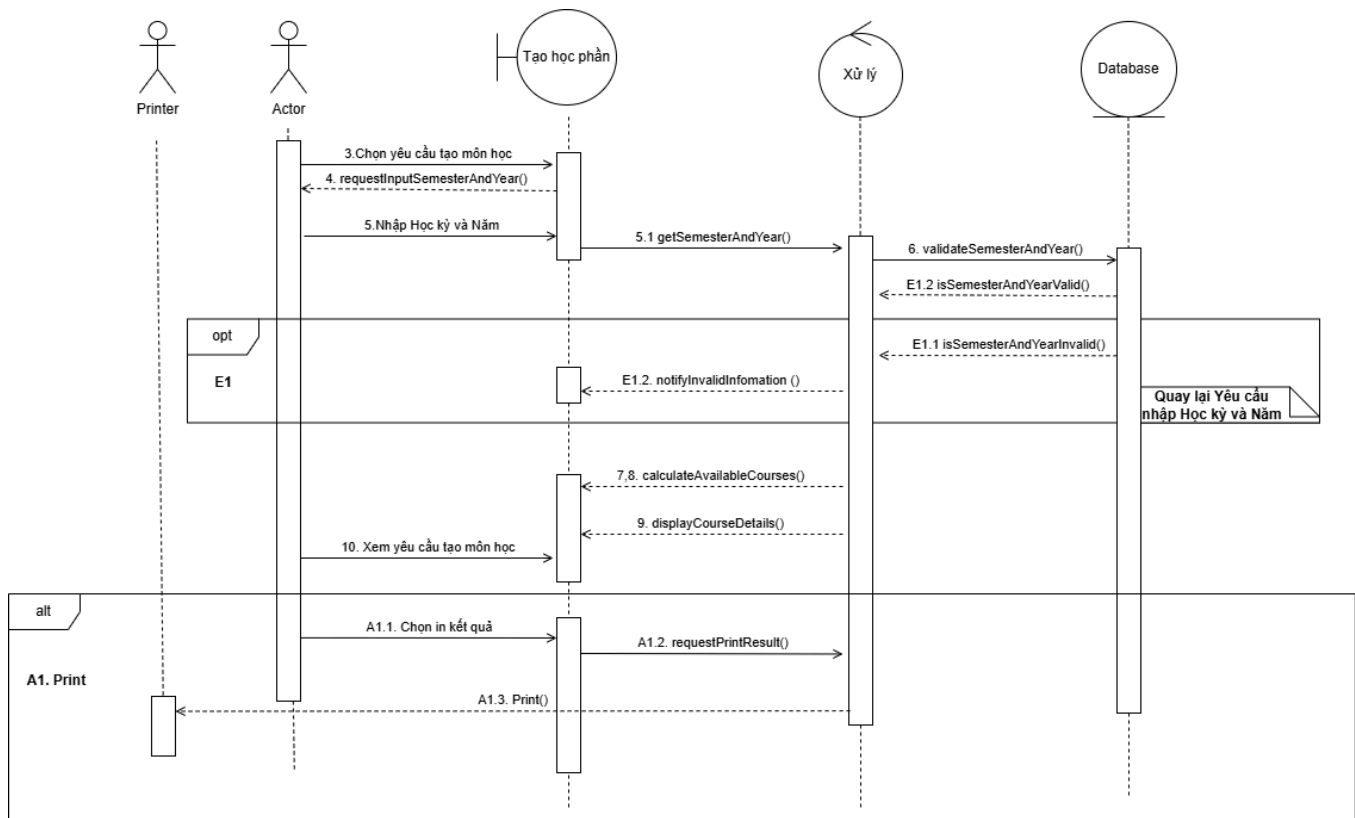 Printer
Actor
Tạo học phần
Xử lý
Database
3.Chọn yêu cầu tạo môn học
4. requestInputSemesterAndYear()
5.Nhập Học kỳ và Năm
5.1 getSemesterAndYear()
6. validateSemesterAndYear()
E1.2 isSemesterAndYearValid()
opt
E1
E1.1 isSemesterAndYearInvalid()
E1.2. notifyInvalidInfomation ()
Quay lại Yêu cầu
nhập Học kỳ và Năm
7,8. calculateAvailableCourses()
9. displayCourseDetails()
10. Xem yêu cầu tạo môn học
alt
A1. Print
A1.1. Chọn in kết quả
A1.2. requestPrintResult()
A1.3. Print()